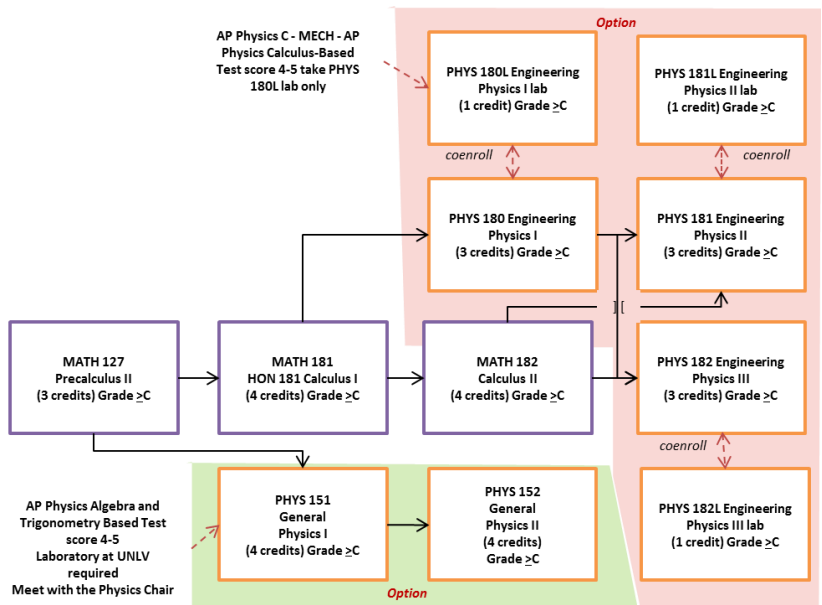 Option
AP Physics C - MECH - AP
Physics Calculus-Based
Test score 4-5 take PHYS
180L lab only
PHYS 180L Engineering
Physics I lab
(1 credit) Grade ≥C
PHYS 181L Engineering
Physics II lab
(1 credit) Grade ≥C
coenroll
coenroll
PHYS 180 Engineering
Physics I
(3 credits) Grade ≥C
PHYS 181 Engineering
Physics II
(3 credits) Grade ≥C
] [
MATH 127
Precalculus II
(3 credits) Grade ≥C
MATH 181
HON 181 Calculus I
(4 credits) Grade ≥C
MATH 182
Calculus II
(4 credits) Grade ≥C
PHYS 182 Engineering
Physics III
(3 credits) Grade ≥C
coenroll
AP Physics Algebra and
Trigonometry Based Test
score 4-5
Laboratory at UNLV
required
Meet with the Physics Chair
PHYS 151
General
Physics I
(4 credits) Grade ≥C
PHYS 152
General
Physics II
(4 credits)
Grade ≥C
PHYS 182L Engineering
Physics III lab
(1 credit) Grade ≥C
Option